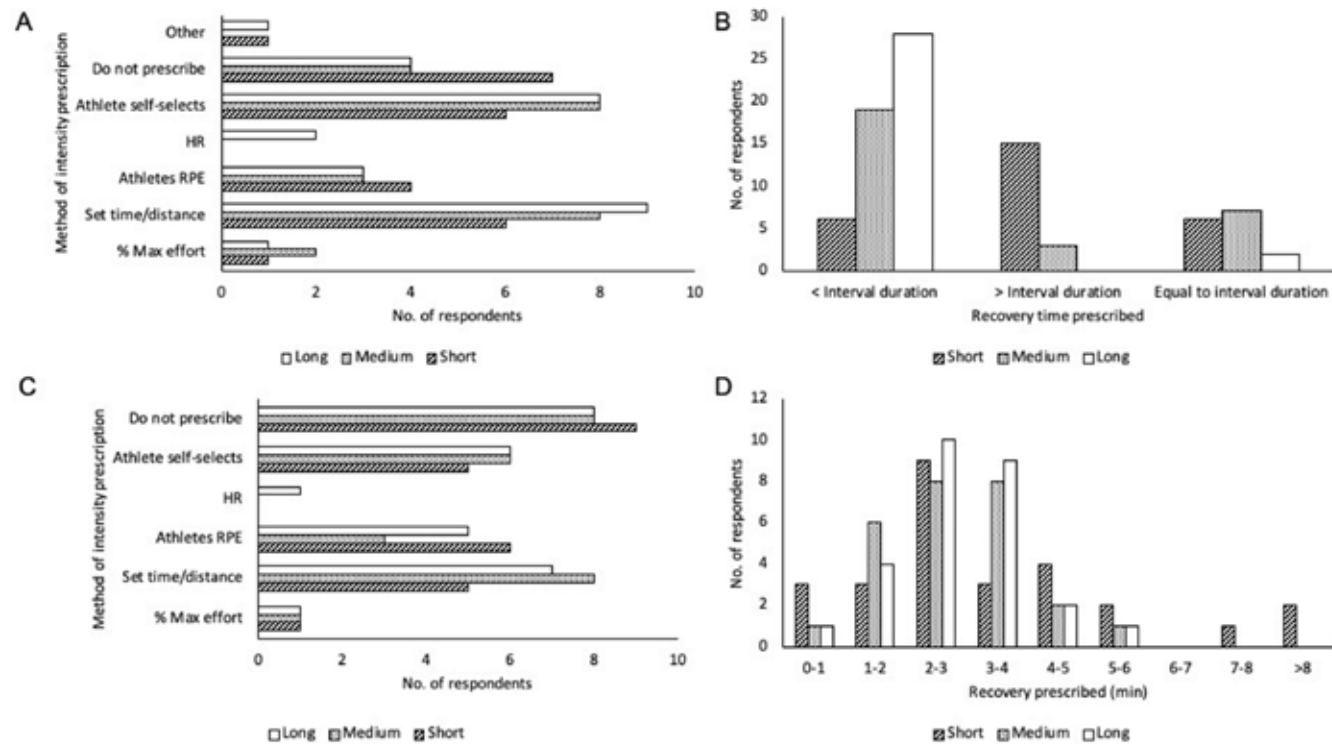 A
Method of intensity prescription
Other
Do not prescribe
Athlete self-selects
HR
Athletes RPE
Set time/distance
% Max effort
0 2 4 6 8 10
No. of respondents
Long Medium Short
B
No. of respondents
30
25
20
15
10
5
0
< Interval duration > Interval duration Equal to interval duration
Recovery time prescribed
Short Medium Long
C
Method of intensity prescription
Do not prescribe
Athlete self-selects
HR
Athletes RPE
Set time/distance
% Max effort
0 2 4 6 8 10
No. of respondents
Long Medium Short
D
No. of respondents
12
10
8
6
4
2
0
0-1 1-2 2-3 3-4 4-5 5-6 6-7 7-8 >8
Recovery prescribed (min)
Short Medium Long